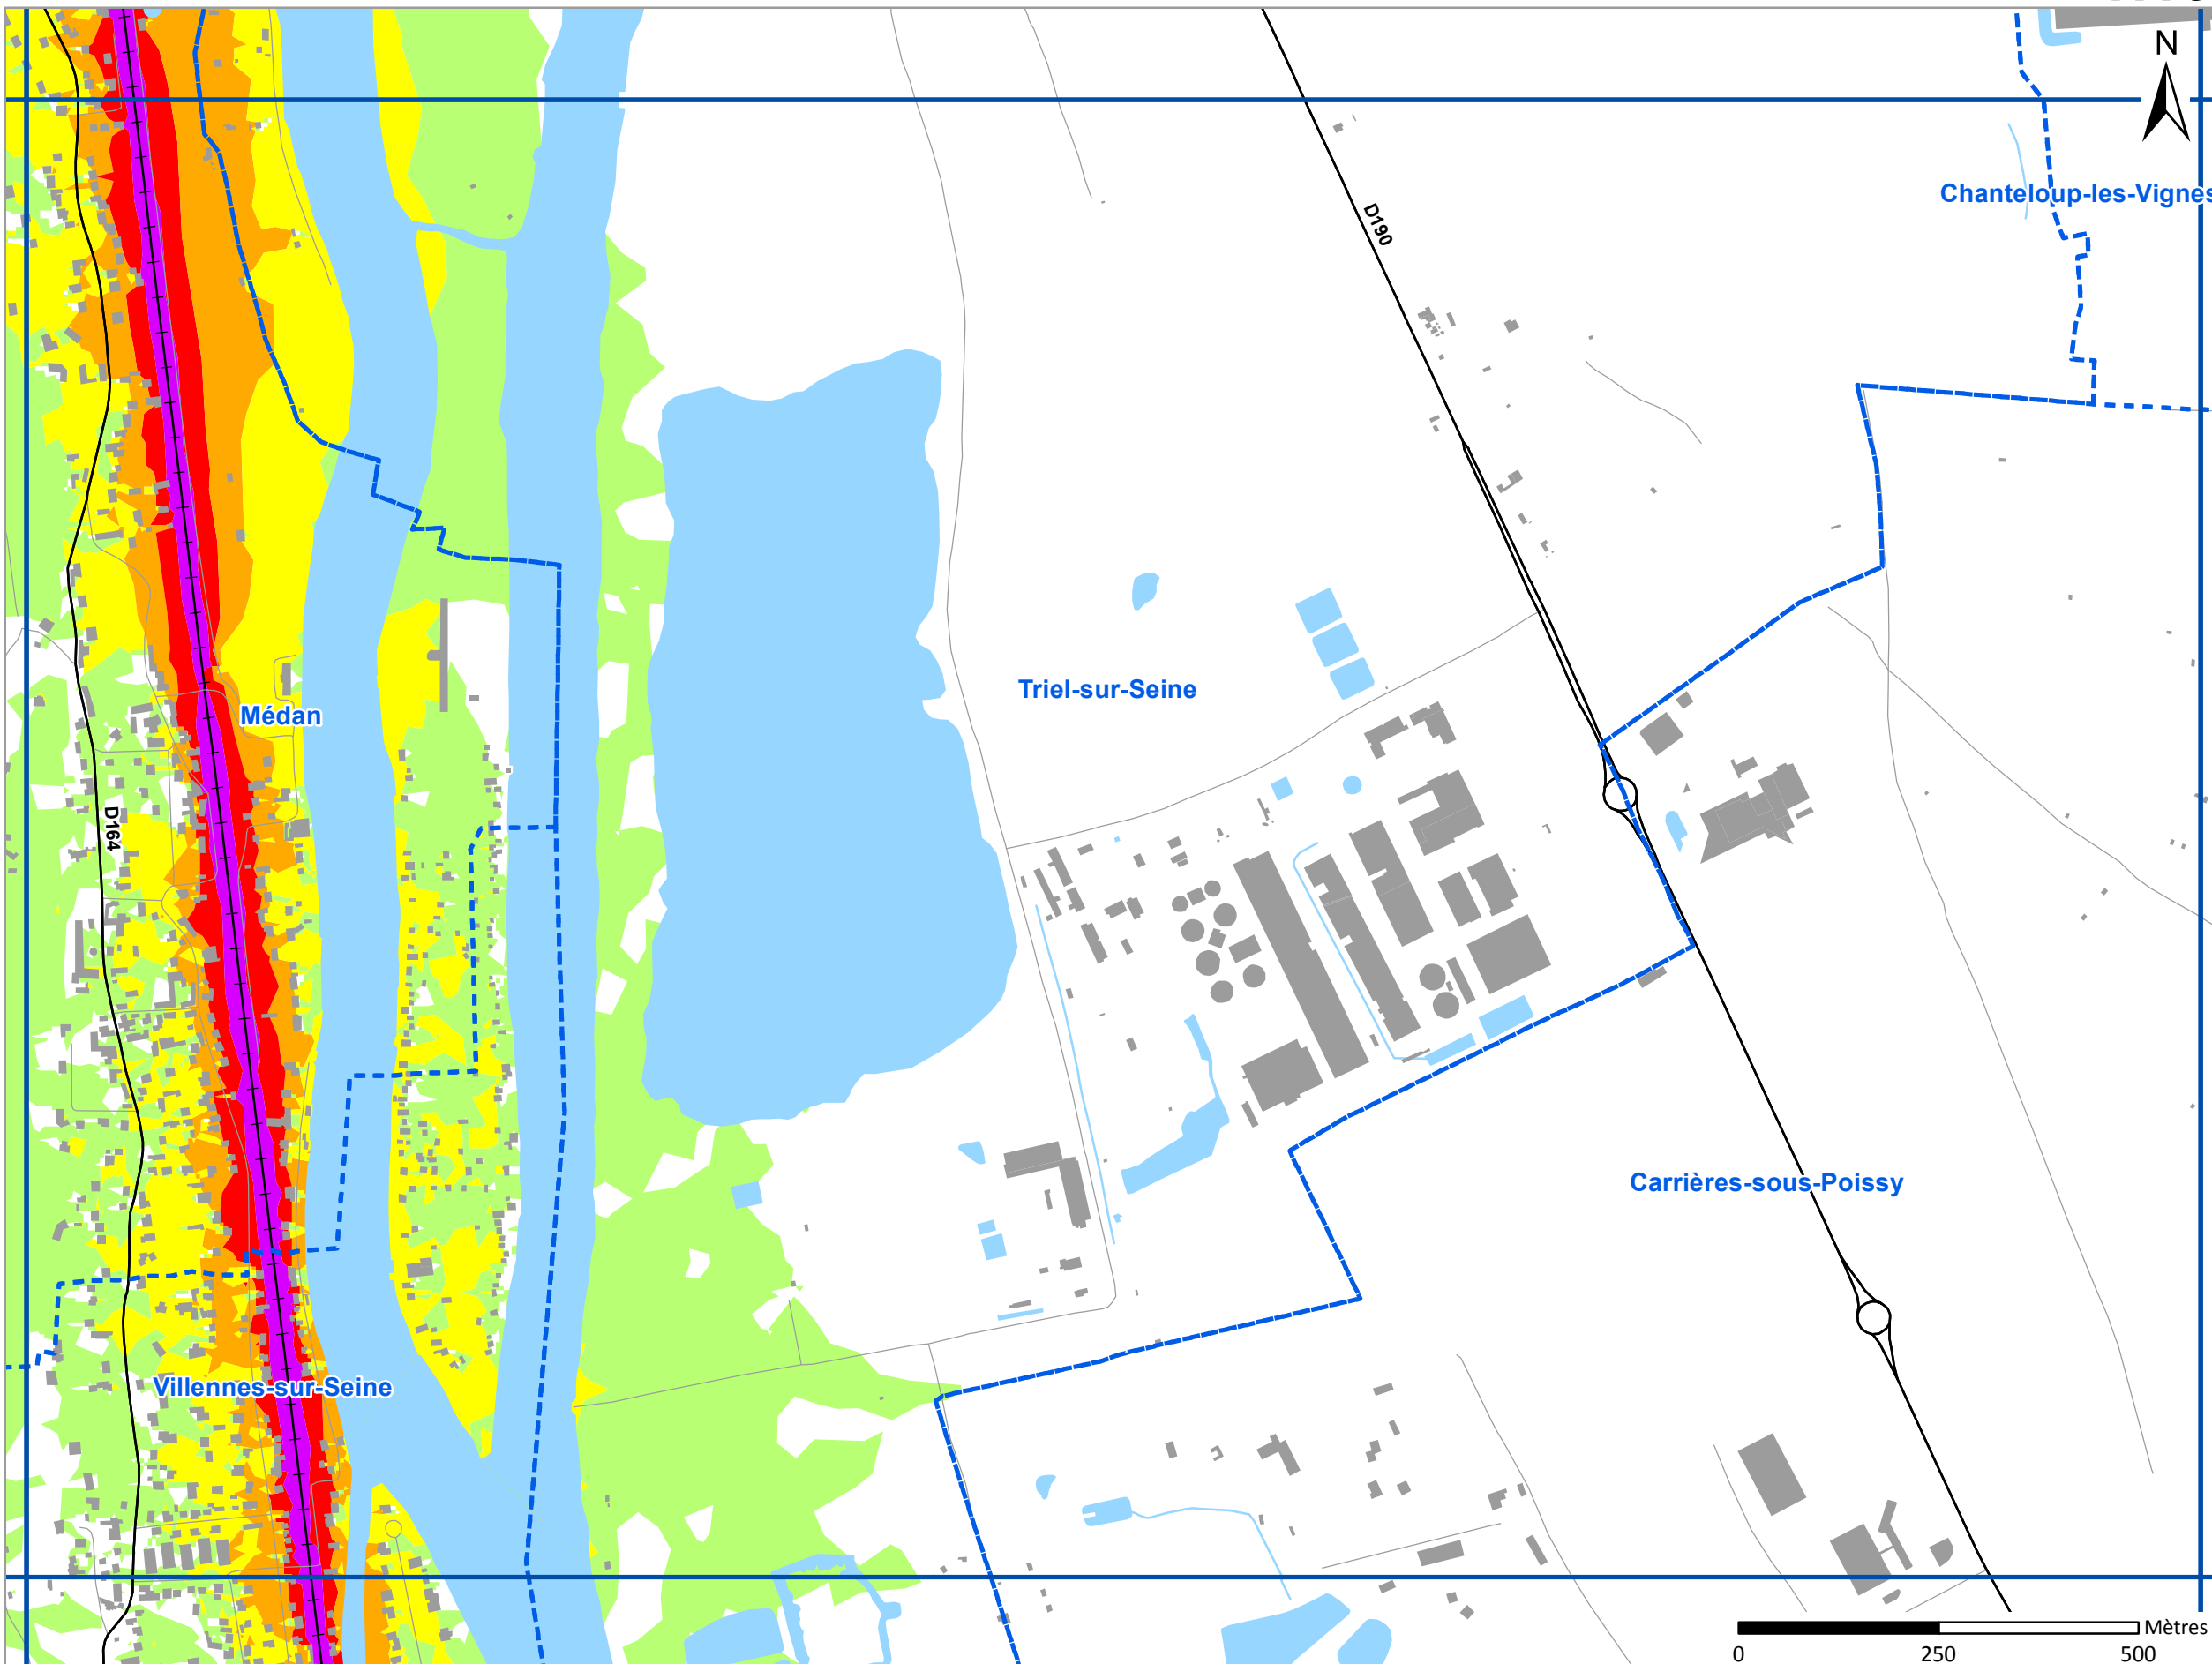 N
Chanteloup-les-Vignes
D190
Triel-sur-Seine
Médan
D164
Carrières-sous-Poissy
Villennes-sur-Seine
Mètres
0 250 500